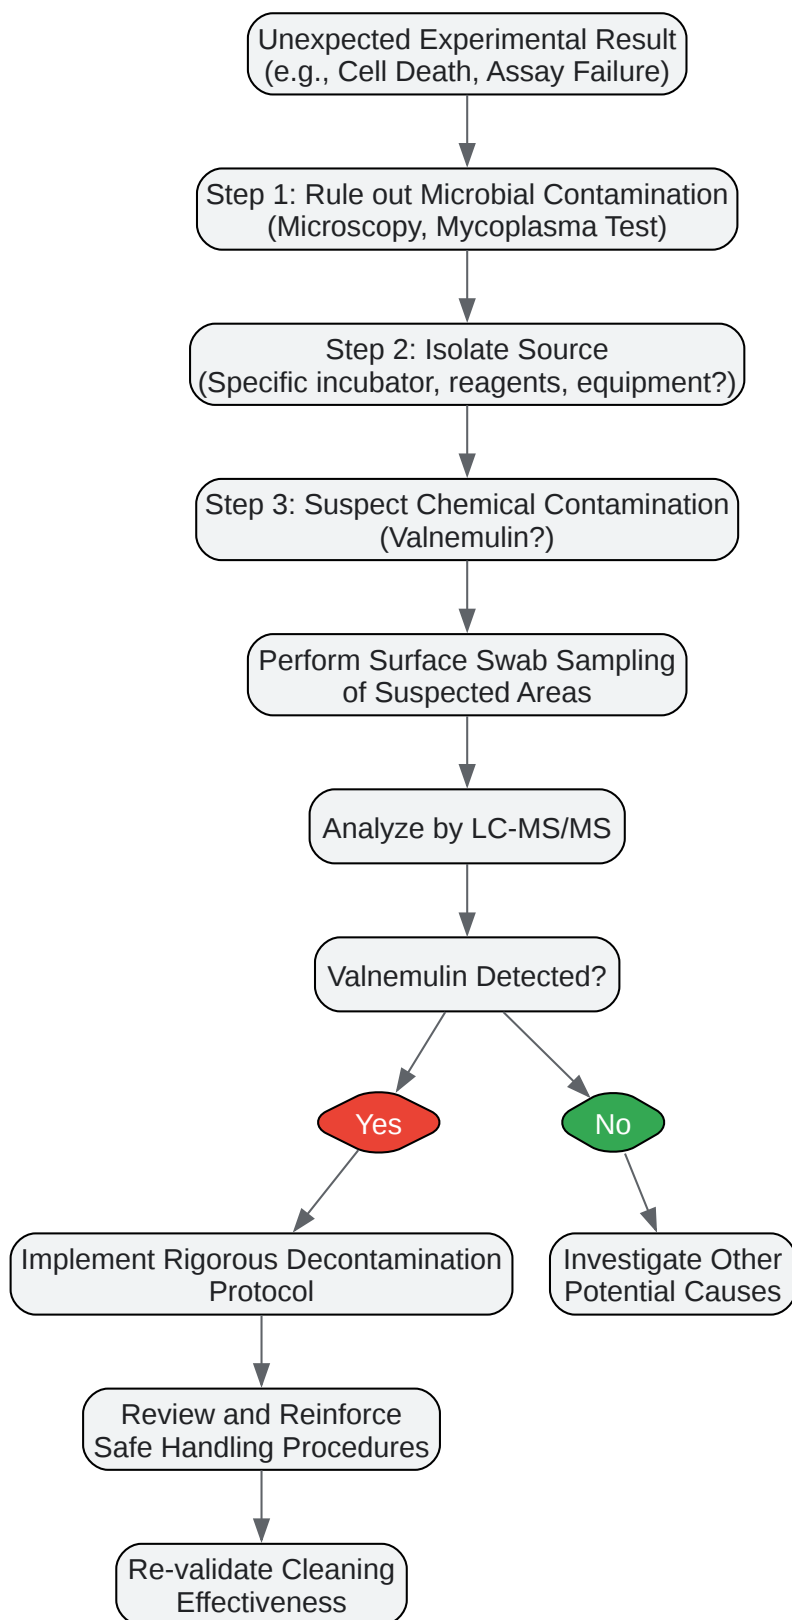 Unexpected Experimental Result
(e.g., Cell Death, Assay Failure)
Step 1: Rule out Microbial Contamination
(Microscopy, Mycoplasma Test)
Step 2: Isolate Source
(Specific incubator, reagents, equipment?)
Step 3: Suspect Chemical Contamination
(Valnemulin?)
Perform Surface Swab Sampling
of Suspected Areas
Analyze by LC-MS/MS
Valnemulin Detected?
Yes
No
Implement Rigorous Decontamination
Protocol
Investigate Other
Potential Causes
Review and Reinforce
Safe Handling Procedures
Re-validate Cleaning
Effectiveness